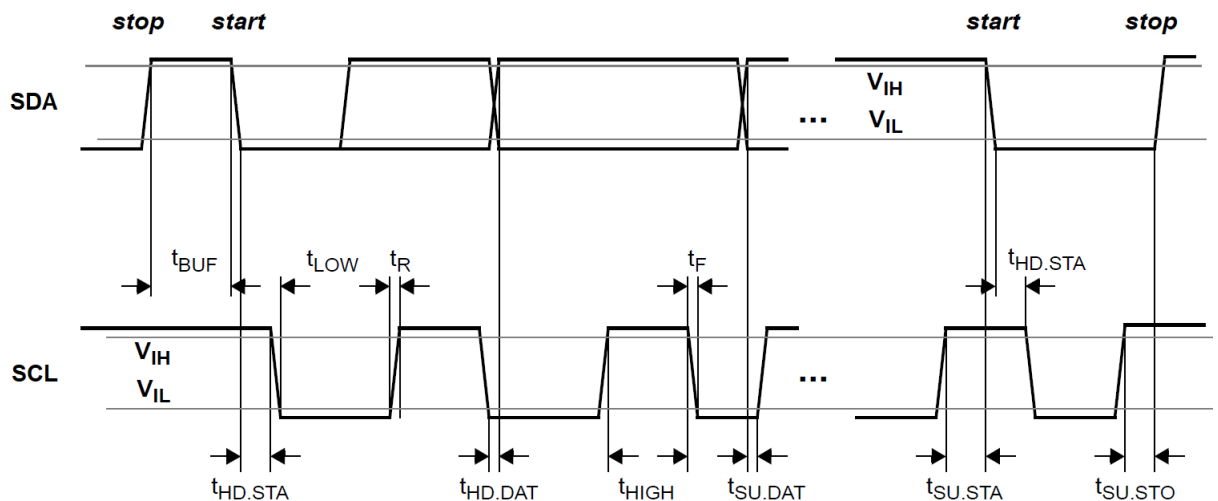 stop start start stop
SDA
VIH
VIL
...
tBUF tLOW tR tF tHD.STA
SCL
VIH
VIL
...
tHD.STA tHD.DAT tHIGH tSU.DAT tSU.STA tSU.STO